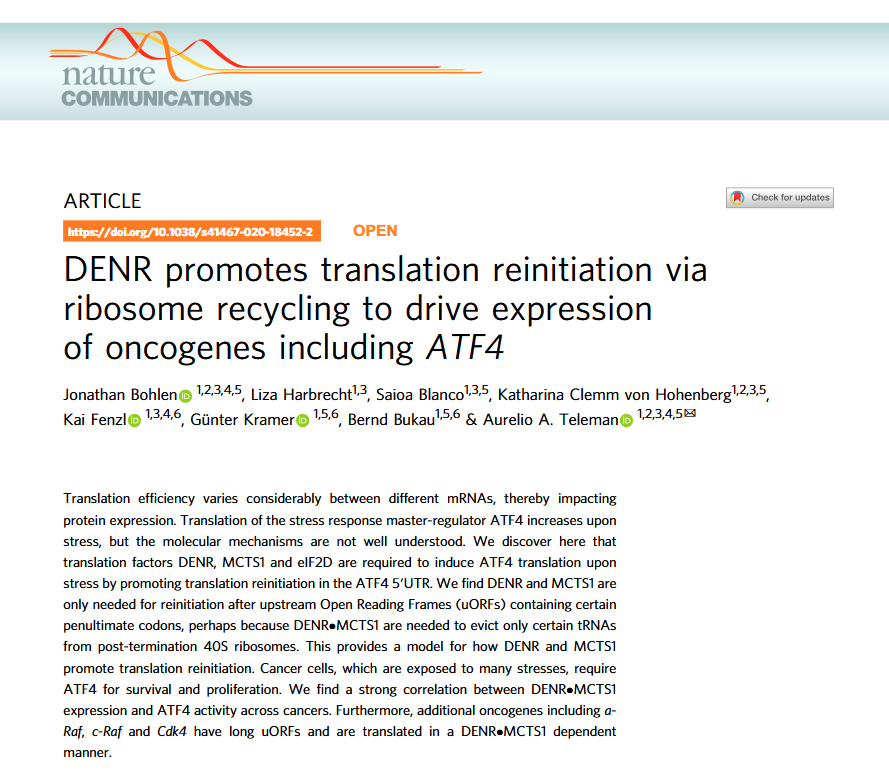 nature
COMMUNICATIONS
ARTICLE
Check for updates
https://doi.org/10.1038/s41467-020-18452-2
OPEN
DENR promotes translation reinitiation via
ribosome recycling to drive expression
of oncogenes including ATF4
Jonathan Bohlen iD 1,2,3,4,5, Liza Harbrecht1,3, Saioa Blanco1,3,5, Katharina Clemm von Hohenberg1,2,3,5,
Kai Fenzl iD 1,3,4,6, Günter Kramer iD 1,5,6, Bernd Bukau1,5,6 & Aurelio A. Teleman iD 1,2,3,4,5✉
Translation efficiency varies considerably between different mRNAs, thereby impacting
protein expression. Translation of the stress response master-regulator ATF4 increases upon
stress, but the molecular mechanisms are not well understood. We discover here that
translation factors DENR, MCTS1 and eIF2D are required to induce ATF4 translation upon
stress by promoting translation reinitiation in the ATF4 5′UTR. We find DENR and MCTS1 are
only needed for reinitiation after upstream Open Reading Frames (uORFs) containing certain
penultimate codons, perhaps because DENR●MCTS1 are needed to evict only certain tRNAs
from post-termination 40S ribosomes. This provides a model for how DENR and MCTS1
promote translation reinitiation. Cancer cells, which are exposed to many stresses, require
ATF4 for survival and proliferation. We find a strong correlation between DENR●MCTS1
expression and ATF4 activity across cancers. Furthermore, additional oncogenes including a-
Raf, c-Raf and Cdk4 have long uORFs and are translated in a DENR●MCTS1 dependent
manner.